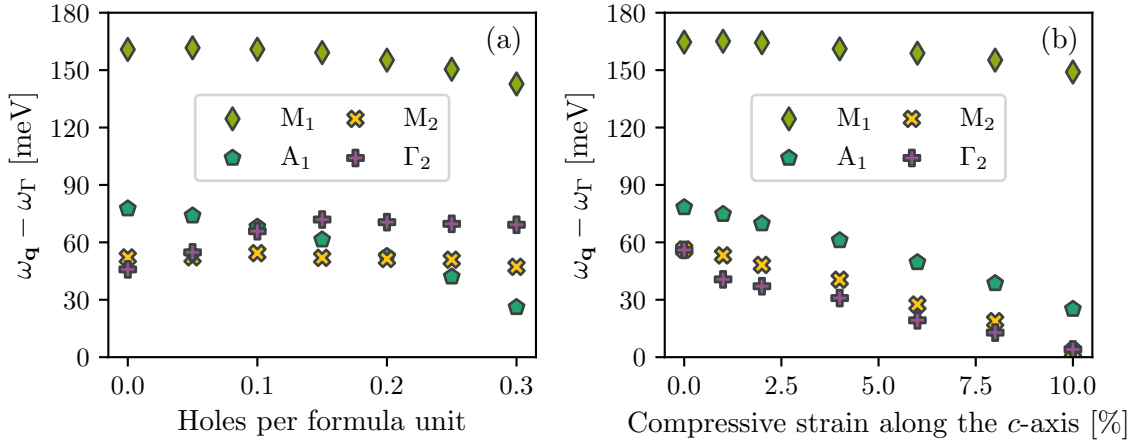 180
150
120
90
60
30
0
ω_q − ω_Γ [meV]
(a)
M₁ M₂
A₁ Γ₂
0.0 0.1 0.2 0.3
Holes per formula unit
180
150
120
90
60
30
0
ω_q − ω_Γ [meV]
(b)
M₁ M₂
A₁ Γ₂
0.0 2.5 5.0 7.5 10.0
Compressive strain along the c-axis [%]